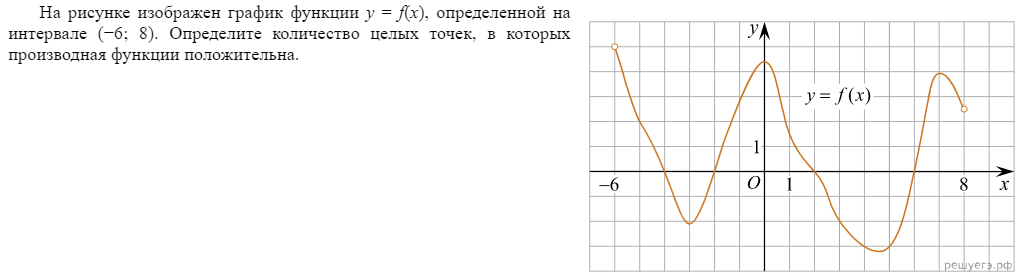 На рисунке изображен график функции y = f(x), определенной на
интервале (−6; 8). Определите количество целых точек, в которых
производная функции положительна.
y
y = f (x)
1
−6
O
1
8
x
решуегэ.рф